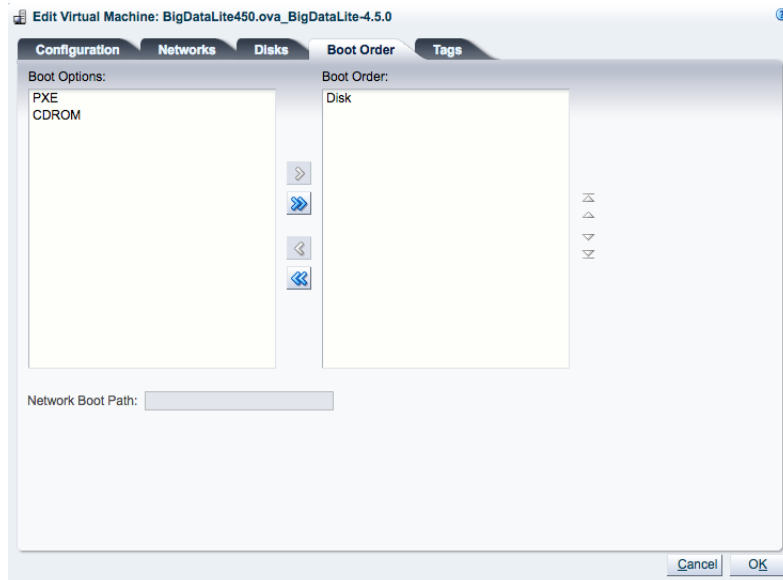 Edit Virtual Machine: BigDataLite450.ova_BigDataLite-4.5.0
Configuration Networks Disks Boot Order Tags
Boot Options: Boot Order:
PXE Disk
CDROM
Network Boot Path:
Cancel OK